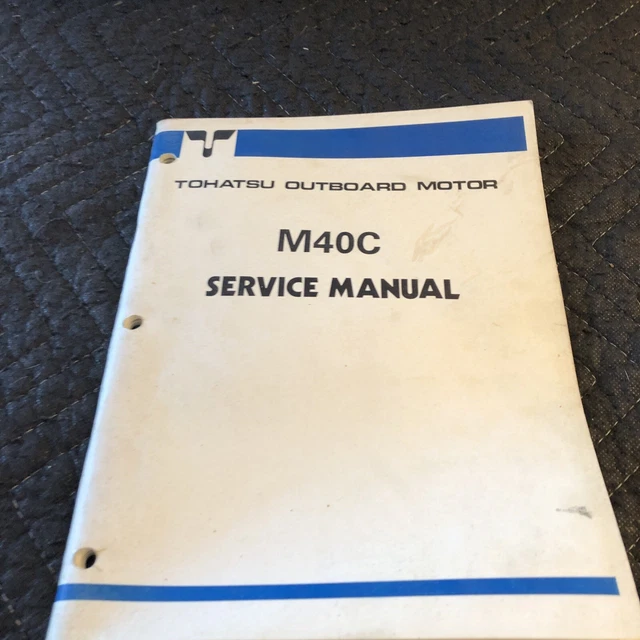 TOHATSU OUTBOARD MOTOR
M40C
SERVICE MANUAL